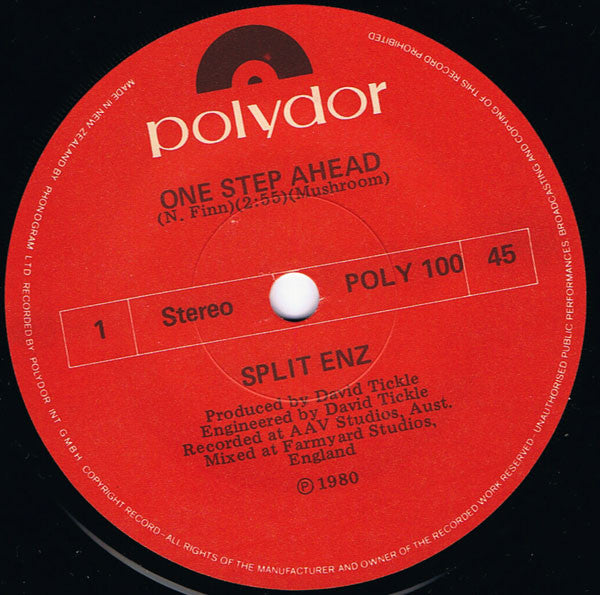 polydor
ONE STEP AHEAD
(N. Finn)(2:55)(Mushroom)
1
Stereo
POLY 100
45
SPLIT ENZ
Produced by David Tickle
Engineered by David Tickle
Recorded at AAV Studios, Aust.
Mixed at Farmyard Studios,
England
Ⓟ 1980
MADE IN NEW ZEALAND BY PHONOGRAM LTD. RECORDED BY POLYDOR INT. G.M.B.H. COPYRIGHT RECORD - ALL RIGHTS OF THE MANUFACTURER AND OWNER OF THE RECORDED WORK RESERVED - UNAUTHORISED PUBLIC PERFORMANCES, BROADCASTING AND COPYING OF THIS RECORD PROHIBITED